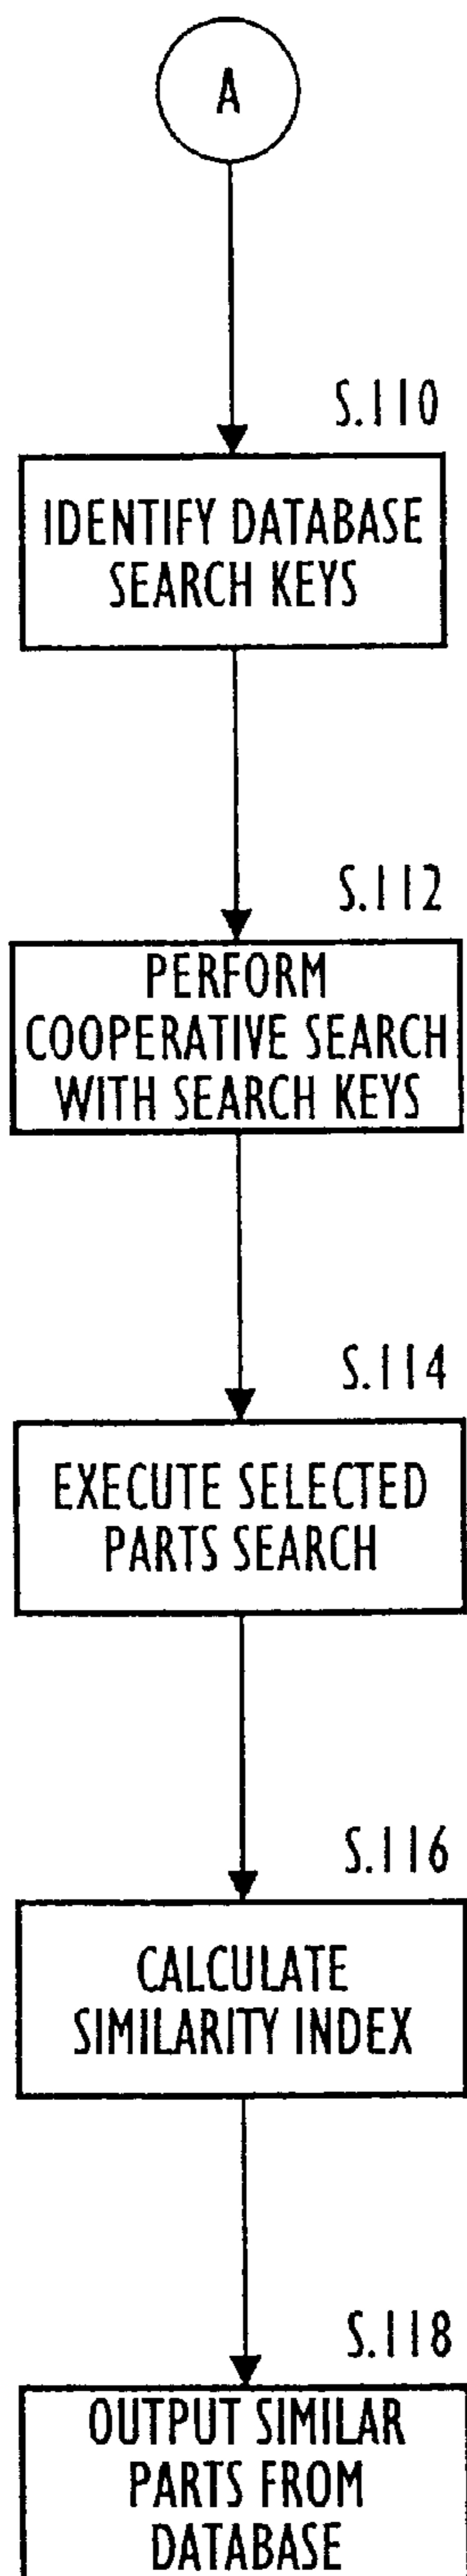 A
S.110
IDENTIFY DATABASE
SEARCH KEYS
S.112
PERFORM
COOPERATIVE SEARCH
WITH SEARCH KEYS
S.114
EXECUTE SELECTED
PARTS SEARCH
S.116
CALCULATE
SIMILARITY INDEX
S.118
OUTPUT SIMILAR
PARTS FROM
DATABASE